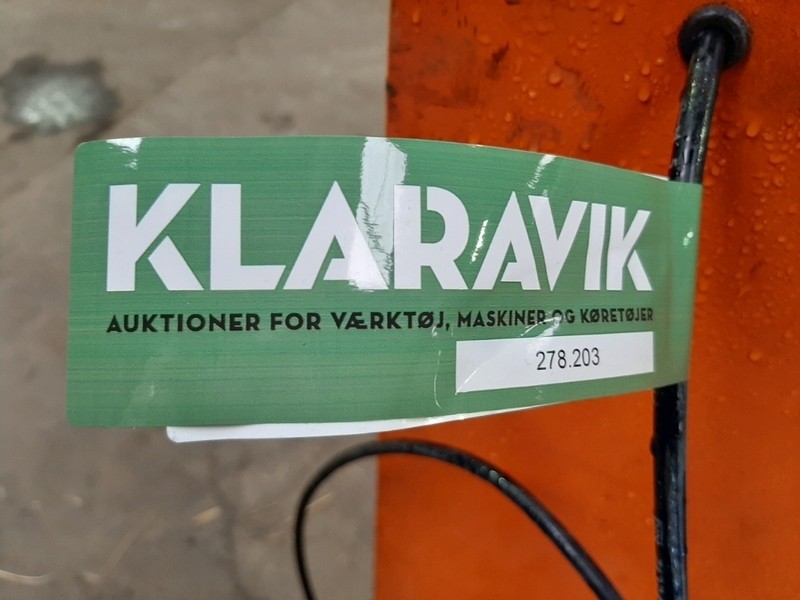 KLARAVIK
AUKTIONER FOR VÆRKTØJ, MASKINER OG KØRETØJER
278.203